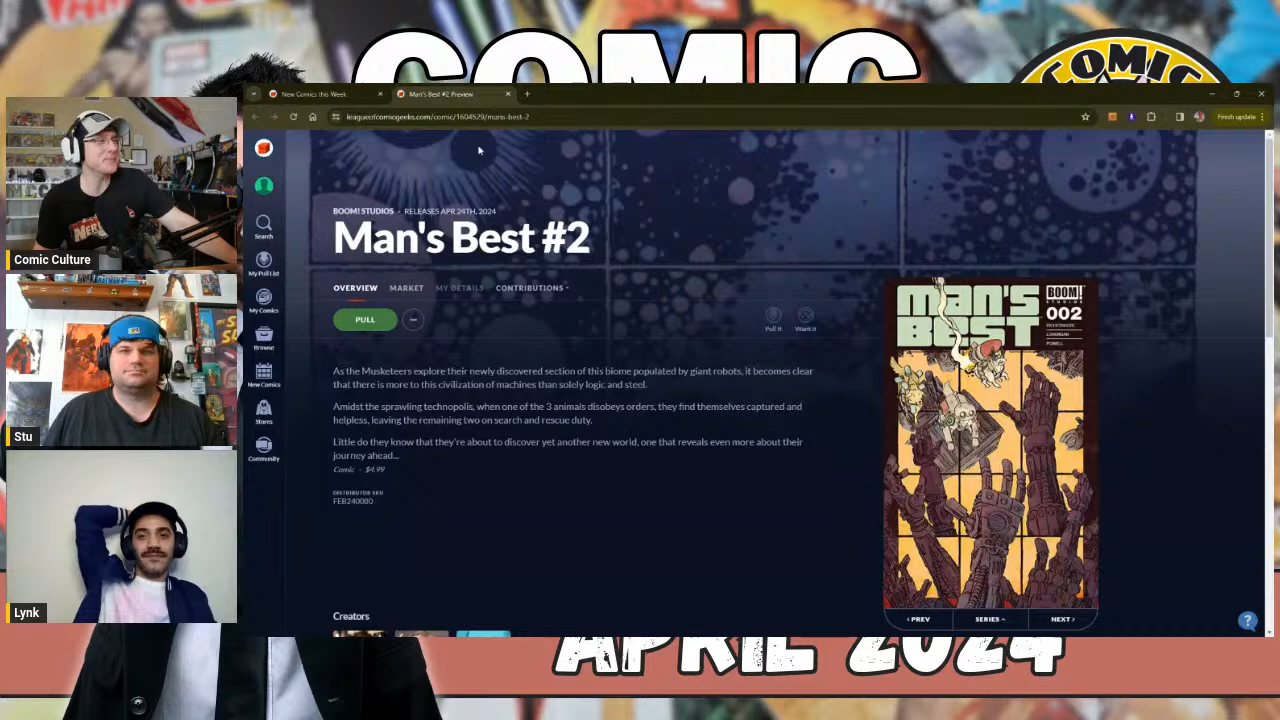 COMIC
COMIC
New Comics this Week
Man's Best #2 Preview
leagueofcomicgeeks.com/comic/1604529/mans-best-2
Finish update
Comic Culture
Stu
Lynk
Search
My Pull List
My Comics
Browse
New Comics
Stores
Community
BOOM! STUDIOS · RELEASES APR 24TH, 2024
Man's Best #2
OVERVIEW MARKET MY DETAILS CONTRIBUTIONS
PULL
Pull It Want It
As the Musketeers explore their newly discovered section of this biome populated by giant robots, it becomes clear
that there is more to this civilization of machines than solely logic and steel.
Amidst the sprawling technopolis, when one of the 3 animals disobeys orders, they find themselves captured and
helpless, leaving the remaining two on search and rescue duty.
Little do they know that they're about to discover yet another new world, one that reveals even more about their
journey ahead...
Comic · $4.99
DISTRIBUTOR SKU
FEB240080
Creators
man's
BEST
BOOM!
STUDIOS
002
PICHETSHOTE
LONERGAN
POWELL
‹ PREV SERIES NEXT ›
?
APRIL 2024